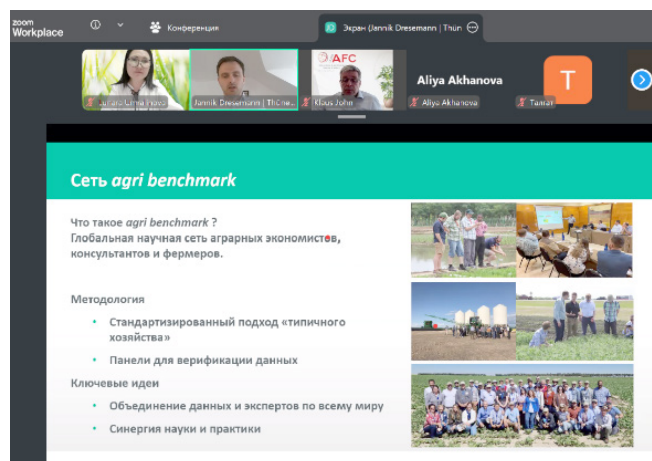 zoom
Workplace
Конференция
Экран (Jannik Dresemann | Thün
AFC
Aliya Akhanova
T
Jannik Dresemann | Thüne...
Klaus John
Aliya Akhanova
Талгат
Сеть agri benchmark
Что такое agri benchmark ?
Глобальная научная сеть аграрных экономистов,
консультантов и фермеров.
Методология
• Стандартизированный подход «типичного
хозяйства»
• Панели для верификации данных
Ключевые идеи
• Объединение данных и экспертов по всему миру
• Синергия науки и практики